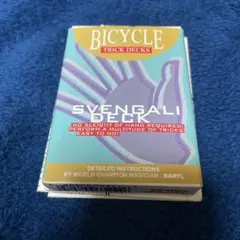 BICYCLE
TRICK DECKS
SVENGALI
DECK
NO SLEIGHT OF HAND REQUIRED
PERFORM A MULTITUDE OF TRICKS
EASY TO DO!
DETAILED INSTRUCTIONS
BY WORLD CHAMPION MAGICIAN - DARYL